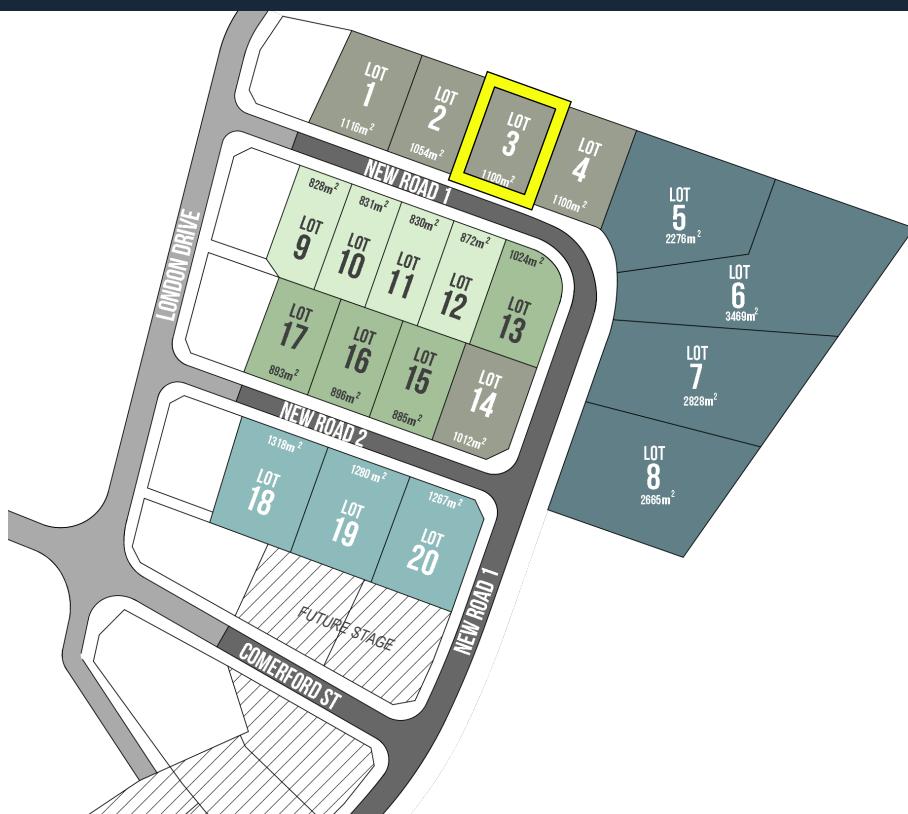 LOT
1
1116m²
LOT
2
1054m²
LOT
3
1100m²
LOT
4
1100m²
LOT
5
2276m²
LOT
6
3469m²
LOT
7
2828m²
LOT
8
2665m²
NEW ROAD 1
LONDON DRIVE
828m²
LOT
9
831m²
LOT
10
830m²
LOT
11
872m²
LOT
12
1024m²
LOT
13
LOT
17
893m²
LOT
16
896m²
LOT
15
885m²
LOT
14
1012m²
NEW ROAD 2
1318m²
LOT
18
1280 m²
LOT
19
1267m²
LOT
20
NEW ROAD 1
FUTURE STAGE
COMERFORD ST